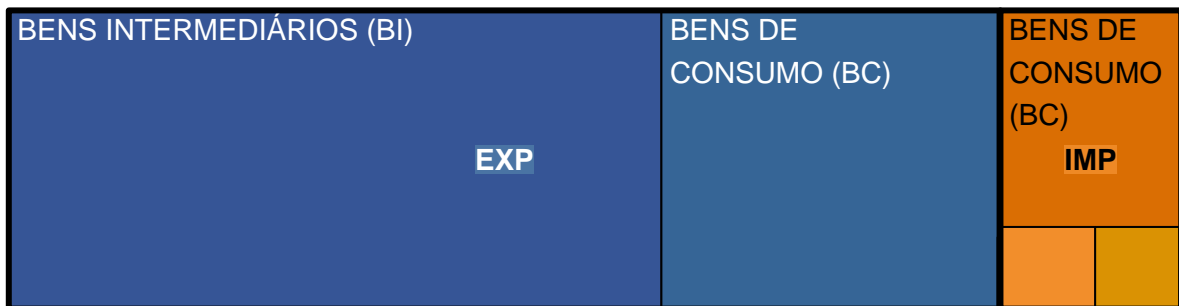 BENS INTERMEDIÁRIOS (BI)
EXP
BENS DE
CONSUMO (BC)
BENS DE
CONSUMO
(BC)
IMP